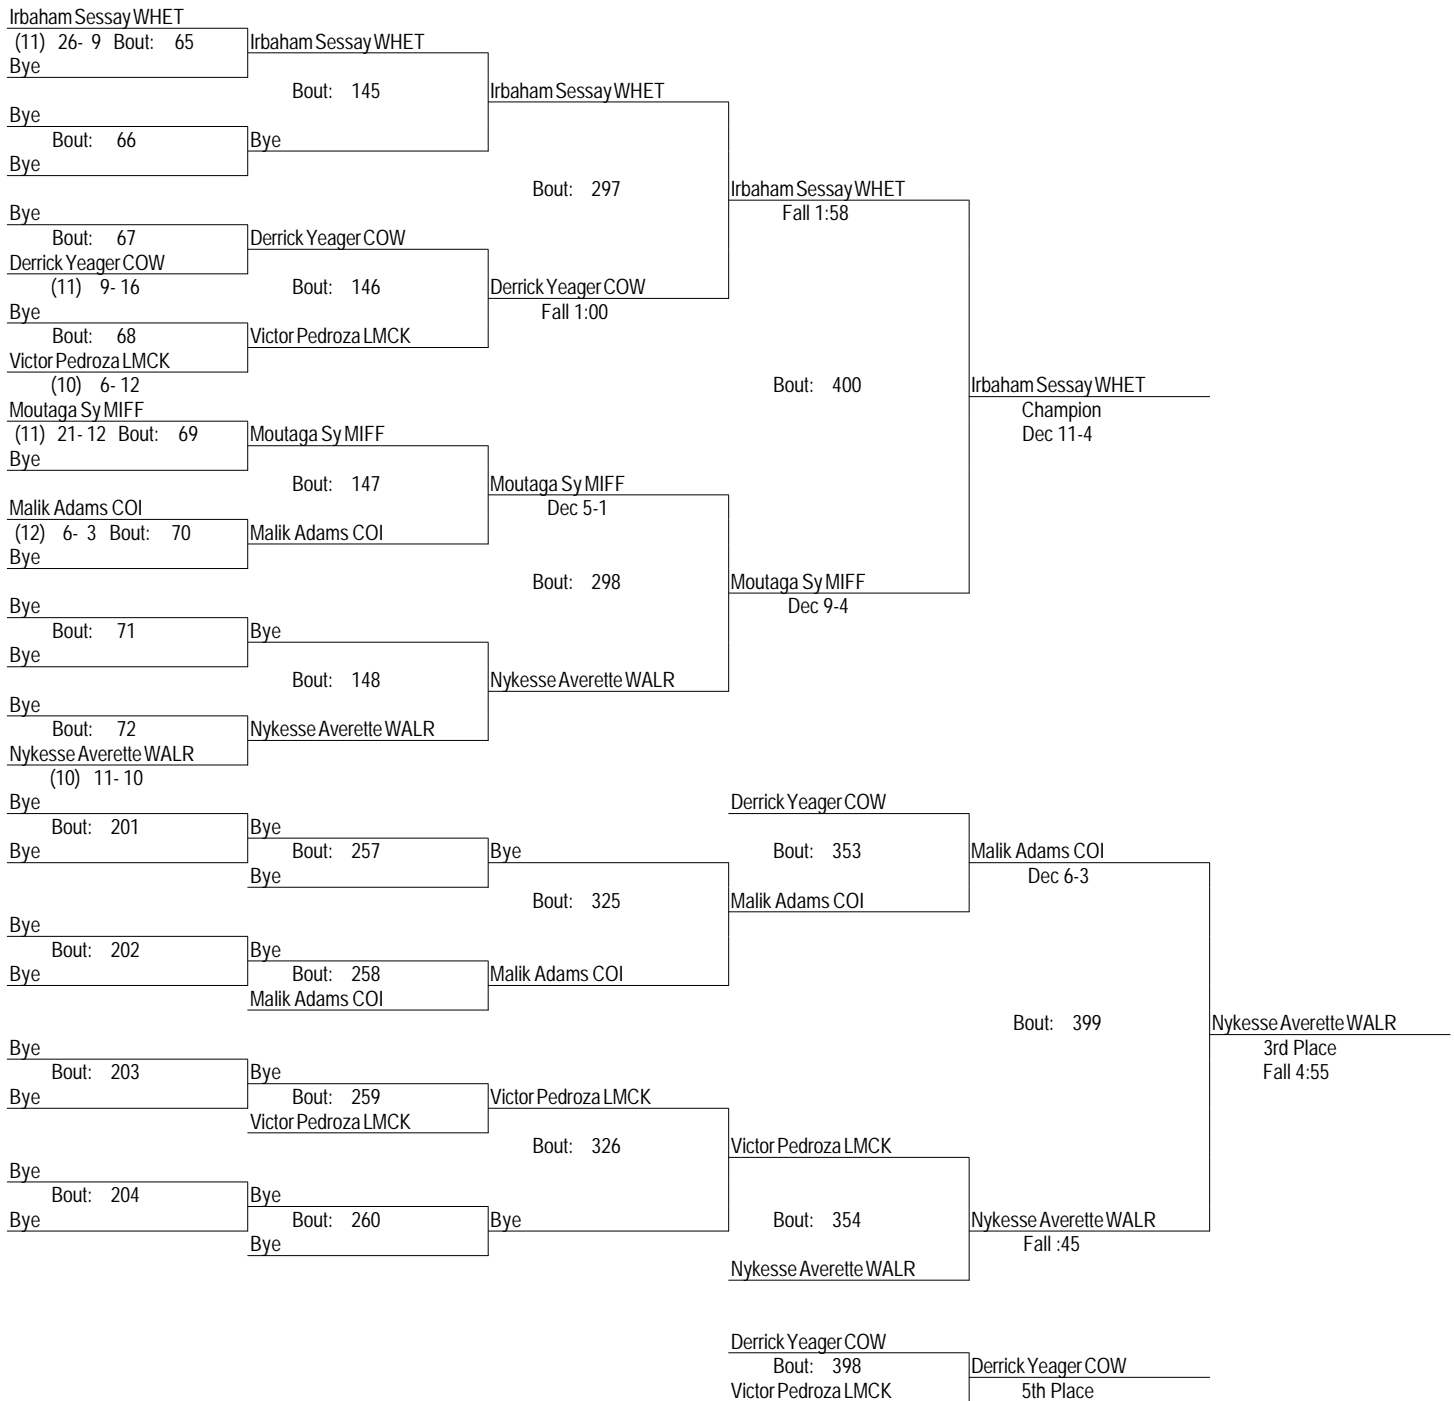 Irbaham Sessay WHET
(11) 26- 9 Bout: 65
Irbaham Sessay WHET
Bye
Bout: 145
Irbaham Sessay WHET
Bye
Bout: 66
Bye
Bye
Bout: 297
Irbaham Sessay WHET
Fall 1:58
Bye
Bout: 67
Derrick Yeager COW
Derrick Yeager COW
(11) 9- 16
Bout: 146
Derrick Yeager COW
Fall 1:00
Bye
Bout: 68
Victor Pedroza LMCK
Victor Pedroza LMCK
(10) 6- 12
Bout: 400
Irbaham Sessay WHET
Champion
Dec 11-4
Moutaga Sy MIFF
(11) 21- 12 Bout: 69
Moutaga Sy MIFF
Bye
Bout: 147
Moutaga Sy MIFF
Dec 5-1
Malik Adams COI
(12) 6- 3 Bout: 70
Malik Adams COI
Bye
Bout: 298
Moutaga Sy MIFF
Dec 9-4
Bye
Bout: 71
Bye
Bye
Bout: 148
Nykesse Averette WALR
Bye
Bout: 72
Nykesse Averette WALR
Nykesse Averette WALR
(10) 11- 10
Bye
Bout: 201
Bye
Bye
Bout: 257
Bye
Bye
Derrick Yeager COW
Bout: 353
Malik Adams COI
Dec 6-3
Bout: 325
Malik Adams COI
Bye
Bout: 202
Bye
Bye
Bout: 258
Malik Adams COI
Malik Adams COI
Bout: 399
Nykesse Averette WALR
3rd Place
Fall 4:55
Bye
Bout: 203
Bye
Bye
Bout: 259
Victor Pedroza LMCK
Victor Pedroza LMCK
Bout: 326
Victor Pedroza LMCK
Bye
Bout: 204
Bye
Bye
Bout: 260
Bye
Bye
Bout: 354
Nykesse Averette WALR
Fall :45
Nykesse Averette WALR
Derrick Yeager COW
Bout: 398
Derrick Yeager COW
Victor Pedroza LMCK
5th Place